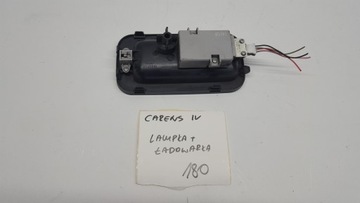 CARENS IV
LAMPKA +
ŁADOWARKA
180